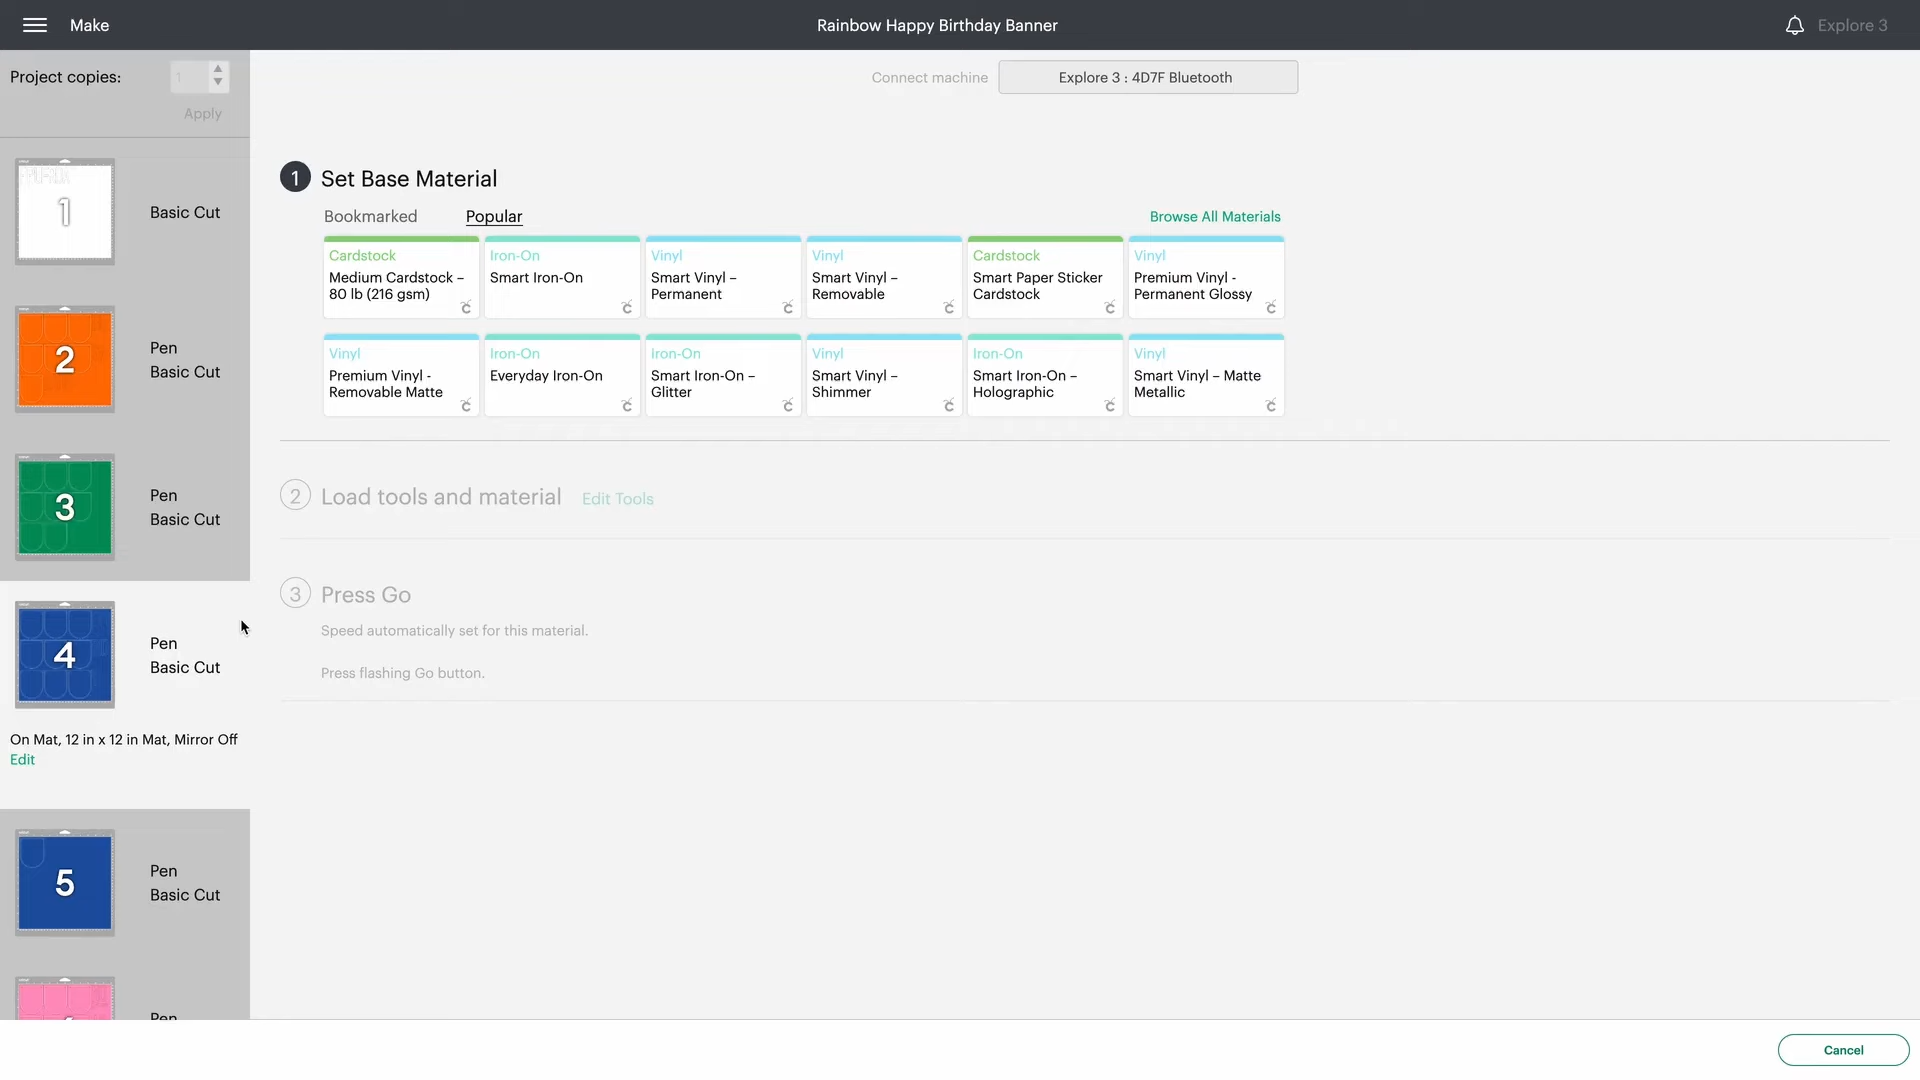 Make
Rainbow Happy Birthday Banner
Explore 3
Project copies:
1
Apply
Connect machine
Explore 3 : 4D7F Bluetooth
1
Basic Cut
2
Pen
Basic Cut
3
Pen
Basic Cut
4
Pen
Basic Cut
On Mat, 12 in x 12 in Mat, Mirror Off
Edit
5
Pen
Basic Cut
Pen
1
Set Base Material
Bookmarked
Popular
Browse All Materials
Cardstock
Medium Cardstock –
80 lb (216 gsm)
Iron-On
Smart Iron-On
Vinyl
Smart Vinyl –
Permanent
Vinyl
Smart Vinyl –
Removable
Cardstock
Smart Paper Sticker
Cardstock
Vinyl
Premium Vinyl -
Permanent Glossy
Vinyl
Premium Vinyl -
Removable Matte
Iron-On
Everyday Iron-On
Iron-On
Smart Iron-On –
Glitter
Vinyl
Smart Vinyl –
Shimmer
Iron-On
Smart Iron-On –
Holographic
Vinyl
Smart Vinyl – Matte
Metallic
2
Load tools and material
Edit Tools
3
Press Go
Speed automatically set for this material.
Press flashing Go button.
Cancel